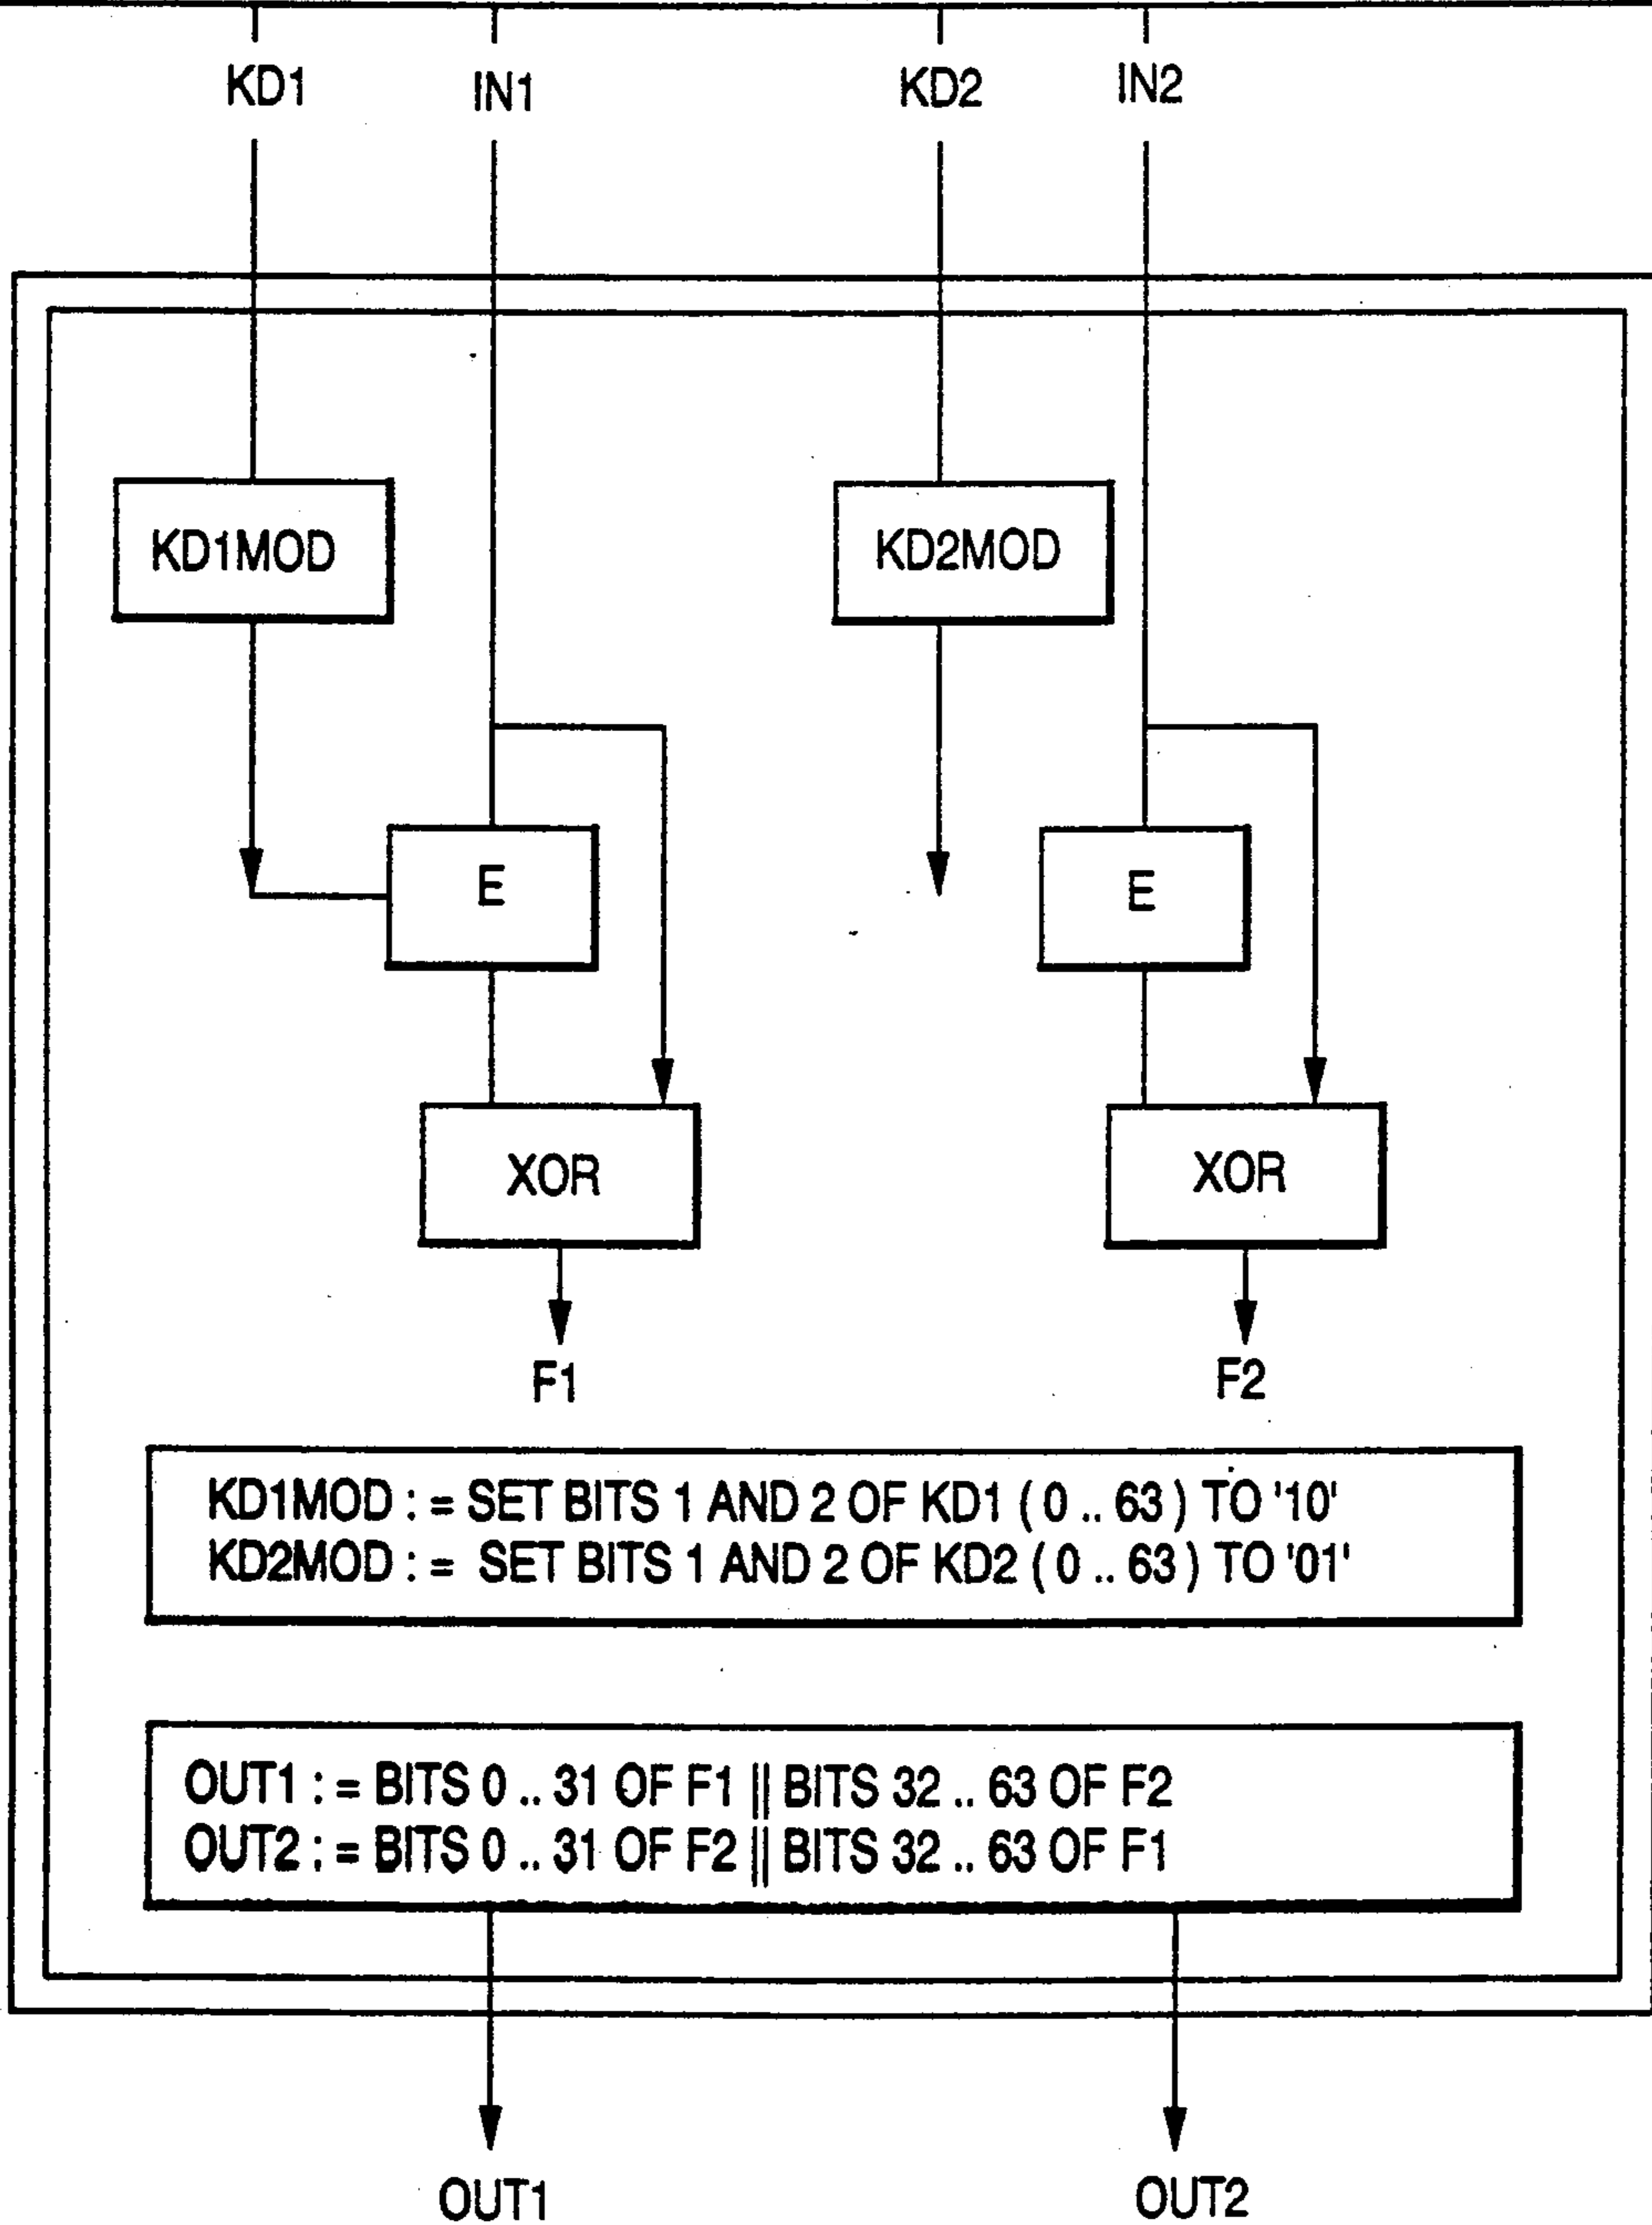 KD1 IN1 KD2 IN2
KD1MOD KD2MOD
E E
XOR XOR
F1 F2
KD1MOD : = SET BITS 1 AND 2 OF KD1 ( 0 .. 63 ) TO '10'
KD2MOD : = SET BITS 1 AND 2 OF KD2 ( 0 .. 63 ) TO '01'
OUT1 : = BITS 0 .. 31 OF F1 || BITS 32 .. 63 OF F2
OUT2 : = BITS 0 .. 31 OF F2 || BITS 32 .. 63 OF F1
OUT1 OUT2